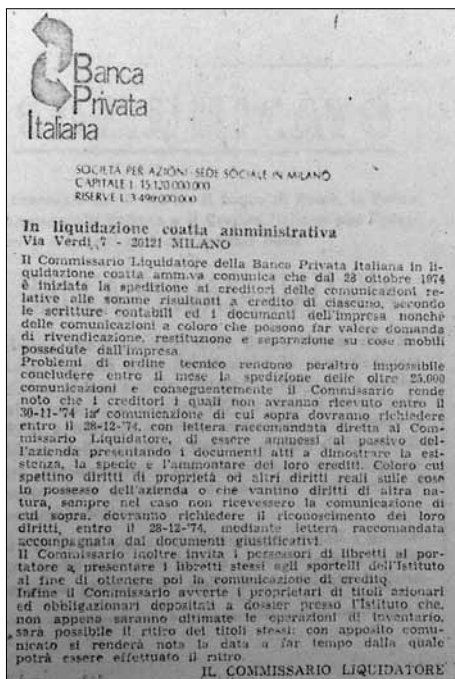 Banca
Privata
Italiana
SOCIETÀ PER AZIONI - SEDE SOCIALE IN MILANO
CAPITALE L. 15.120.000.000
RISERVE L. 3.490.000.000
In liquidazione coatta amministrativa
Via Verdi, 7 - 20121 MILANO
Il Commissario Liquidatore della Banca Privata Italiana in li-
quidazione coatta amm.va comunica che dal 28 ottobre 1974
è iniziata la spedizione ai creditori delle comunicazioni re-
lative alle somme risultanti a credito di ciascuno, secondo
le scritture contabili ed i documenti dell'impresa nonché
delle comunicazioni a coloro che possono far valere domanda
di rivendicazione, restituzione e separazione su cose mobili
possedute dall'impresa.
Problemi di ordine tecnico rendono peraltro impossibile
concludere entro il mese la spedizione delle oltre 25.000
comunicazioni e conseguentemente il Commissario rende
noto che i creditori i quali non avranno ricevuto entro il
30-11-'74 la comunicazione di cui sopra dovranno richiedere
entro il 28-12-'74, con lettera raccomandata diretta al Com-
missario Liquidatore, di essere ammessi al passivo del-
l'azienda presentando i documenti atti a dimostrare la esi-
stenza, la specie e l'ammontare dei loro crediti. Coloro cui
spettino diritti di proprietà od altri diritti reali sulle cose
in possesso dell'azienda o che vantino diritti di altra na-
tura, sempre nel caso non ricevessero la comunicazione di
cui sopra, dovranno richiedere il riconoscimento dei loro
diritti, entro il 28-12-'74, mediante lettera raccomandata
accompagnata dai documenti giustificativi.
Il Commissario inoltre invita i possessori di libretti al por-
tatore a presentare i libretti stessi agli sportelli dell'Istituto
al fine di ottenere poi la comunicazione di credito.
Infine il Commissario avverte i proprietari di titoli azionari
ed obbligazionari depositati a dossier presso l'Istituto che,
non appena saranno ultimate le operazioni di inventario,
sarà possibile il ritiro dei titoli stessi: con apposito comu-
nicato si renderà nota la data a far tempo dalla quale
potrà essere effettuato il ritiro.
IL COMMISSARIO LIQUIDATORE